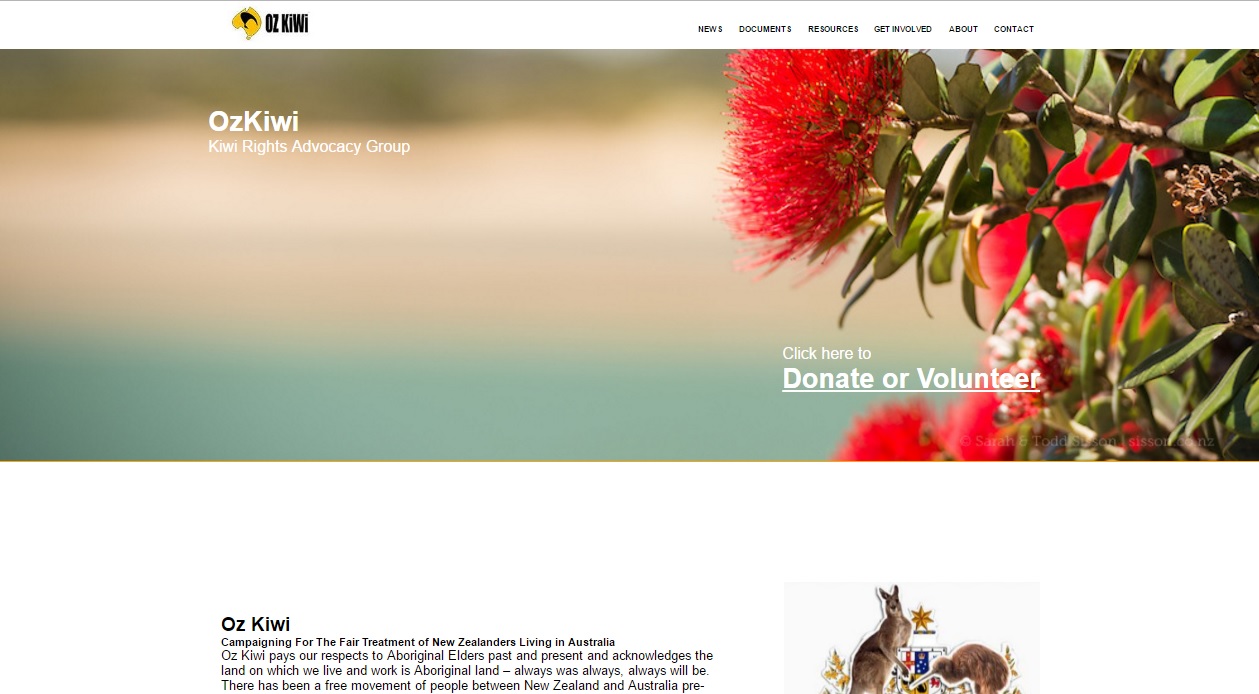 OZ KiWi
NEWS DOCUMENTS RESOURCES GET INVOLVED ABOUT CONTACT
OzKiwi
Kiwi Rights Advocacy Group
Click here to
Donate or Volunteer
© Sarah & Todd Sisson | sisson.co.nz
Oz Kiwi
Campaigning For The Fair Treatment of New Zealanders Living in Australia
Oz Kiwi pays our respects to Aboriginal Elders past and present and acknowledges the
land on which we live and work is Aboriginal land – always was always, always will be.
There has been a free movement of people between New Zealand and Australia pre-